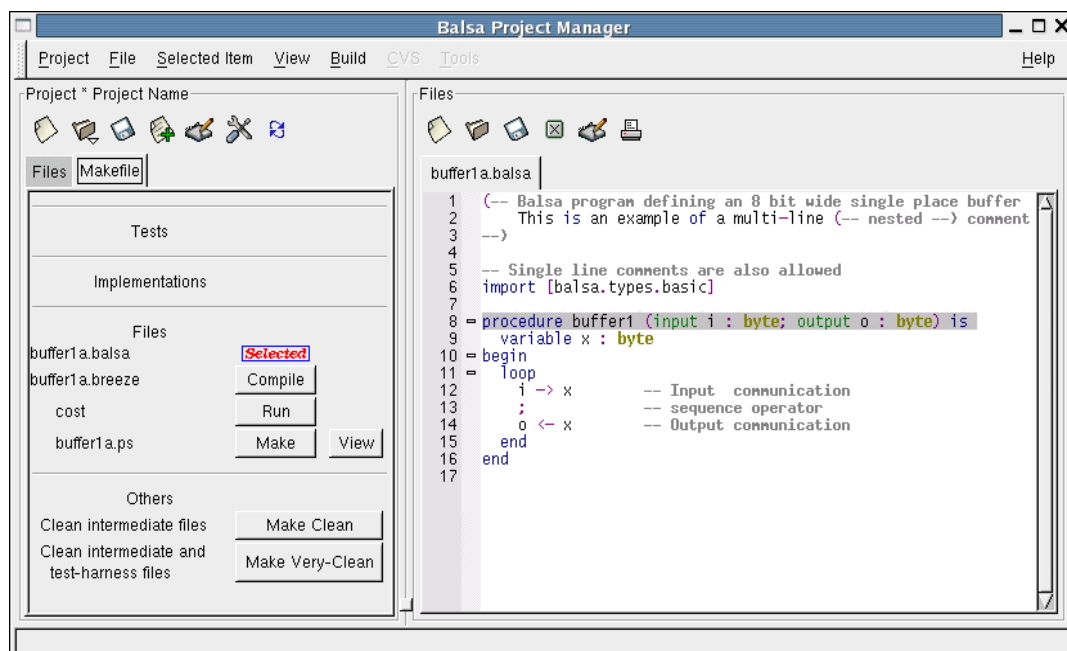 Balsa Project Manager
Project File Selected Item View Build CVS Tools Help
Project * Project Name
Files Makefile
Tests
Implementations
Files
buffer1a.balsa Selected
buffer1a.breeze Compile
cost Run
buffer1a.ps Make View
Others
Clean intermediate files Make Clean
Clean intermediate and
test-harness files Make Very-Clean
Files
buffer1a.balsa
1 (-- Balsa program defining an 8 bit wide single place buffer
2 This is an example of a multi-line (-- nested --) comment
3 --)
4
5 -- Single line comments are also allowed
6 import [balsa.types.basic]
7
8 procedure buffer1 (input i : byte; output o : byte) is
9 variable x : byte
10 begin
11 loop
12 i -> x -- Input communication
13 ; -- sequence operator
14 o <- x -- Output communication
15 end
16 end
17